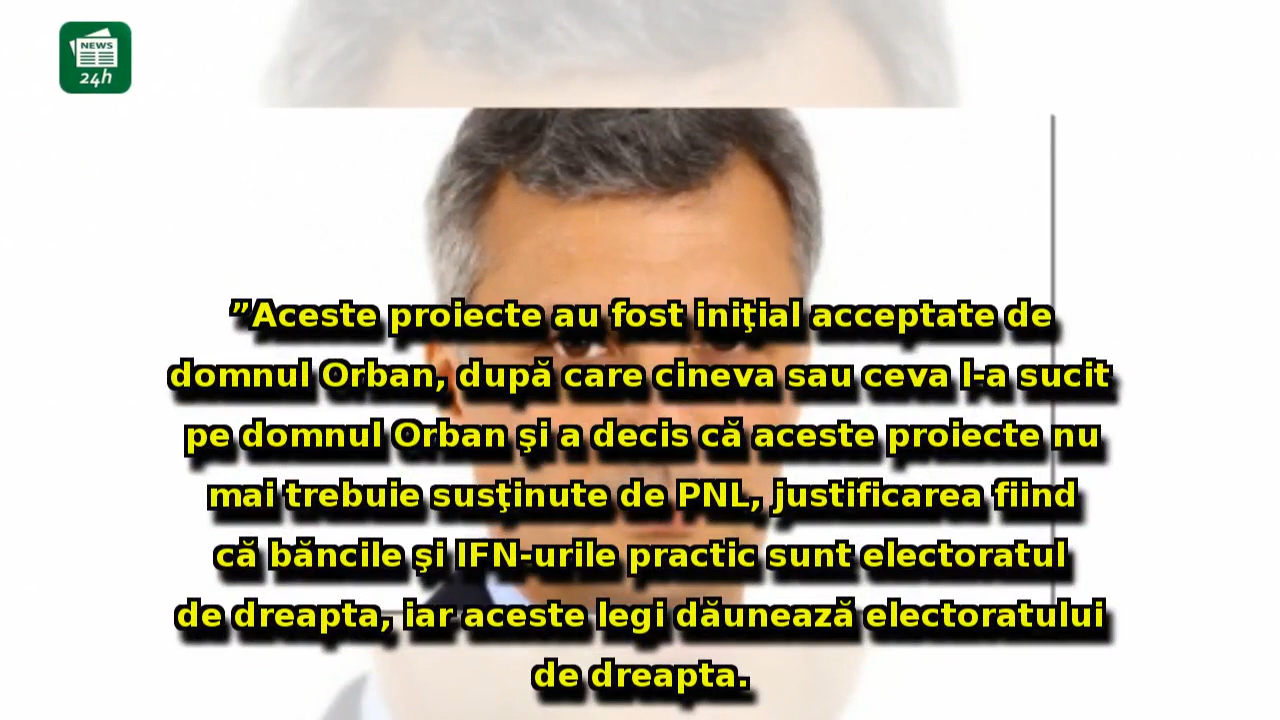 NEWS
24h
”Aceste proiecte au fost iniţial acceptate de
domnul Orban, după care cineva sau ceva l-a sucit
pe domnul Orban şi a decis că aceste proiecte nu
mai trebuie susţinute de PNL, justificarea fiind
că băncile şi IFN-urile practic sunt electoratul
de dreapta, iar aceste legi dăunează electoratului
de dreapta.